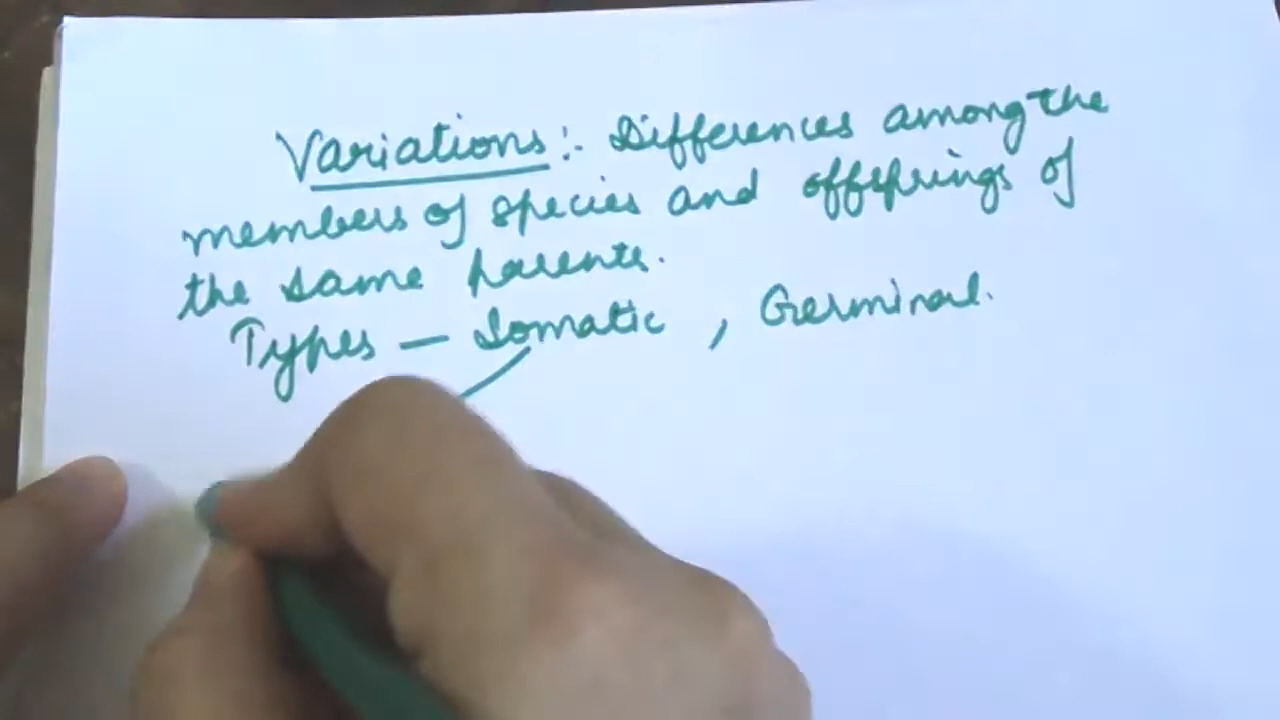 Variations:- Differences among the
members of species and offsprings of
the same parents.
Types — Somatic , Germinal.